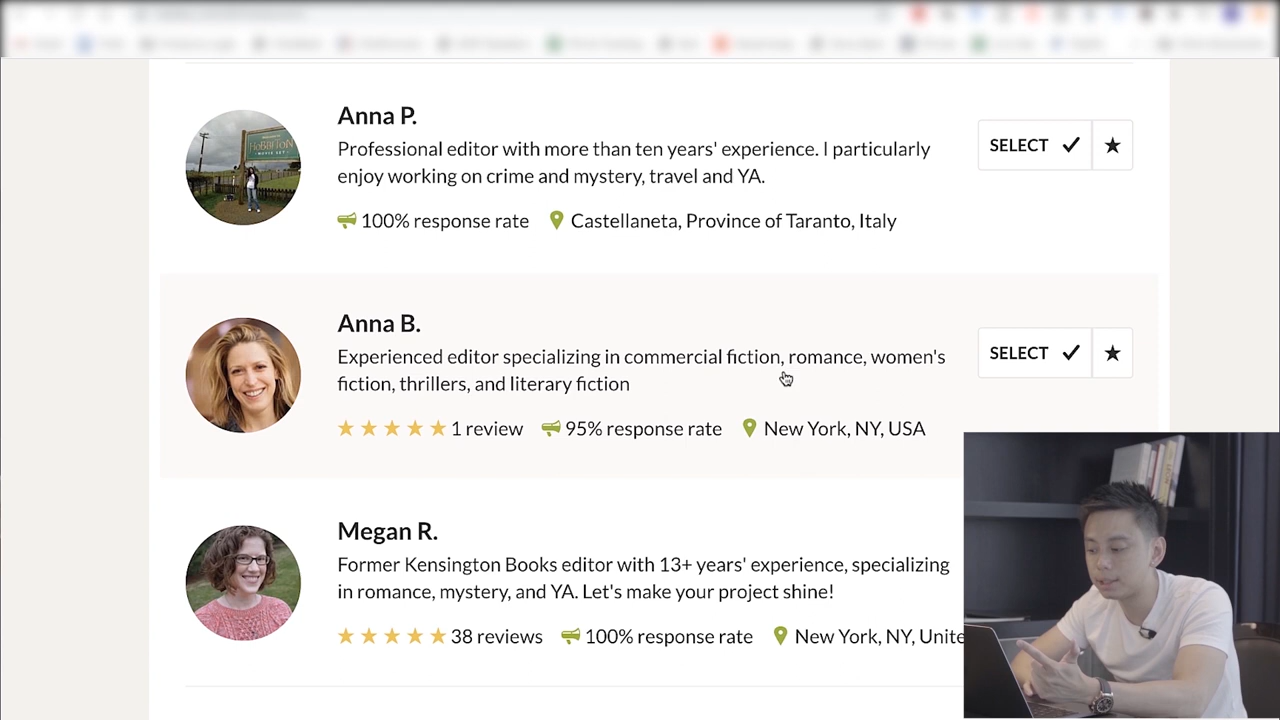 Anna P.
Professional editor with more than ten years' experience. I particularly
enjoy working on crime and mystery, travel and YA.
100% response rate
Castellaneta, Province of Taranto, Italy
SELECT
HOBBITON
MOVIE SET
Anna B.
Experienced editor specializing in commercial fiction, romance, women's
fiction, thrillers, and literary fiction
1 review
95% response rate
New York, NY, USA
SELECT
Megan R.
Former Kensington Books editor with 13+ years' experience, specializing
in romance, mystery, and YA. Let's make your project shine!
38 reviews
100% response rate
New York, NY, Unite